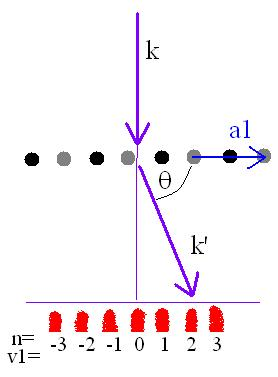 k
a1
θ
k'
n= -3 -2 -1 0 1 2 3
v1=